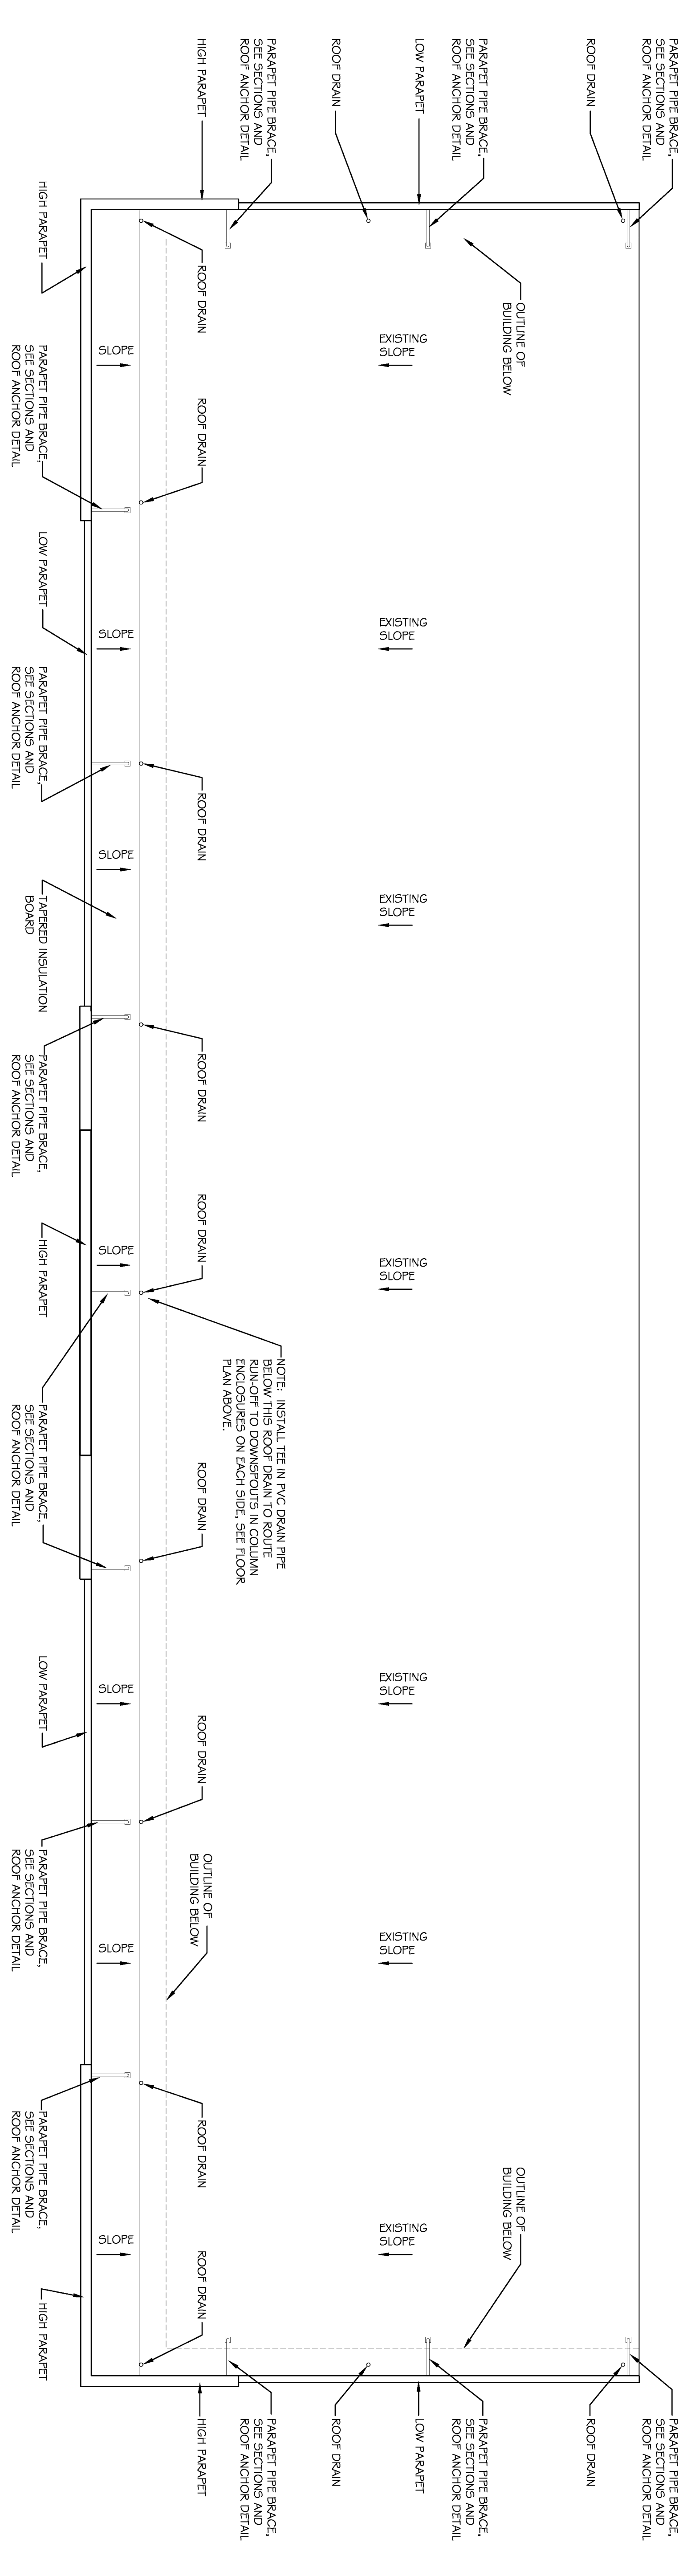 PARAPET PIPE BRACE,
SEE SECTIONS AND
ROOF ANCHOR DETAIL
ROOF DRAIN
PARAPET PIPE BRACE,
SEE SECTIONS AND
ROOF ANCHOR DETAIL
LOW PARAPET
ROOF DRAIN
PARAPET PIPE BRACE,
SEE SECTIONS AND
ROOF ANCHOR DETAIL
HIGH PARAPET
HIGH PARAPET
ROOF DRAIN
OUTLINE OF
BUILDING BELOW
SLOPE
EXISTING
SLOPE
PARAPET PIPE BRACE,
SEE SECTIONS AND
ROOF ANCHOR DETAIL
ROOF DRAIN
LOW PARAPET
SLOPE
EXISTING
SLOPE
PARAPET PIPE BRACE,
SEE SECTIONS AND
ROOF ANCHOR DETAIL
ROOF DRAIN
SLOPE
EXISTING
SLOPE
TAPERED INSULATION
BOARD
PARAPET PIPE BRACE,
SEE SECTIONS AND
ROOF ANCHOR DETAIL
ROOF DRAIN
HIGH PARAPET
SLOPE
ROOF DRAIN
EXISTING
SLOPE
NOTE: INSTALL TEE IN PVC DRAIN PIPE
BELOW THIS ROOF DRAIN TO ROUTE
RUN-OFF TO DOWNSPOUTS IN COLUMN
ENCLOSURES ON EACH SIDE, SEE FLOOR
PLAN ABOVE.
PARAPET PIPE BRACE,
SEE SECTIONS AND
ROOF ANCHOR DETAIL
ROOF DRAIN
LOW PARAPET
SLOPE
EXISTING
SLOPE
ROOF DRAIN
PARAPET PIPE BRACE,
SEE SECTIONS AND
ROOF ANCHOR DETAIL
OUTLINE OF
BUILDING BELOW
SLOPE
EXISTING
SLOPE
PARAPET PIPE BRACE,
SEE SECTIONS AND
ROOF ANCHOR DETAIL
ROOF DRAIN
OUTLINE OF
BUILDING BELOW
SLOPE
EXISTING
SLOPE
ROOF DRAIN
HIGH PARAPET
HIGH PARAPET
PARAPET PIPE BRACE,
SEE SECTIONS AND
ROOF ANCHOR DETAIL
ROOF DRAIN
LOW PARAPET
PARAPET PIPE BRACE,
SEE SECTIONS AND
ROOF ANCHOR DETAIL
ROOF DRAIN
PARAPET PIPE BRACE,
SEE SECTIONS AND
ROOF ANCHOR DETAIL